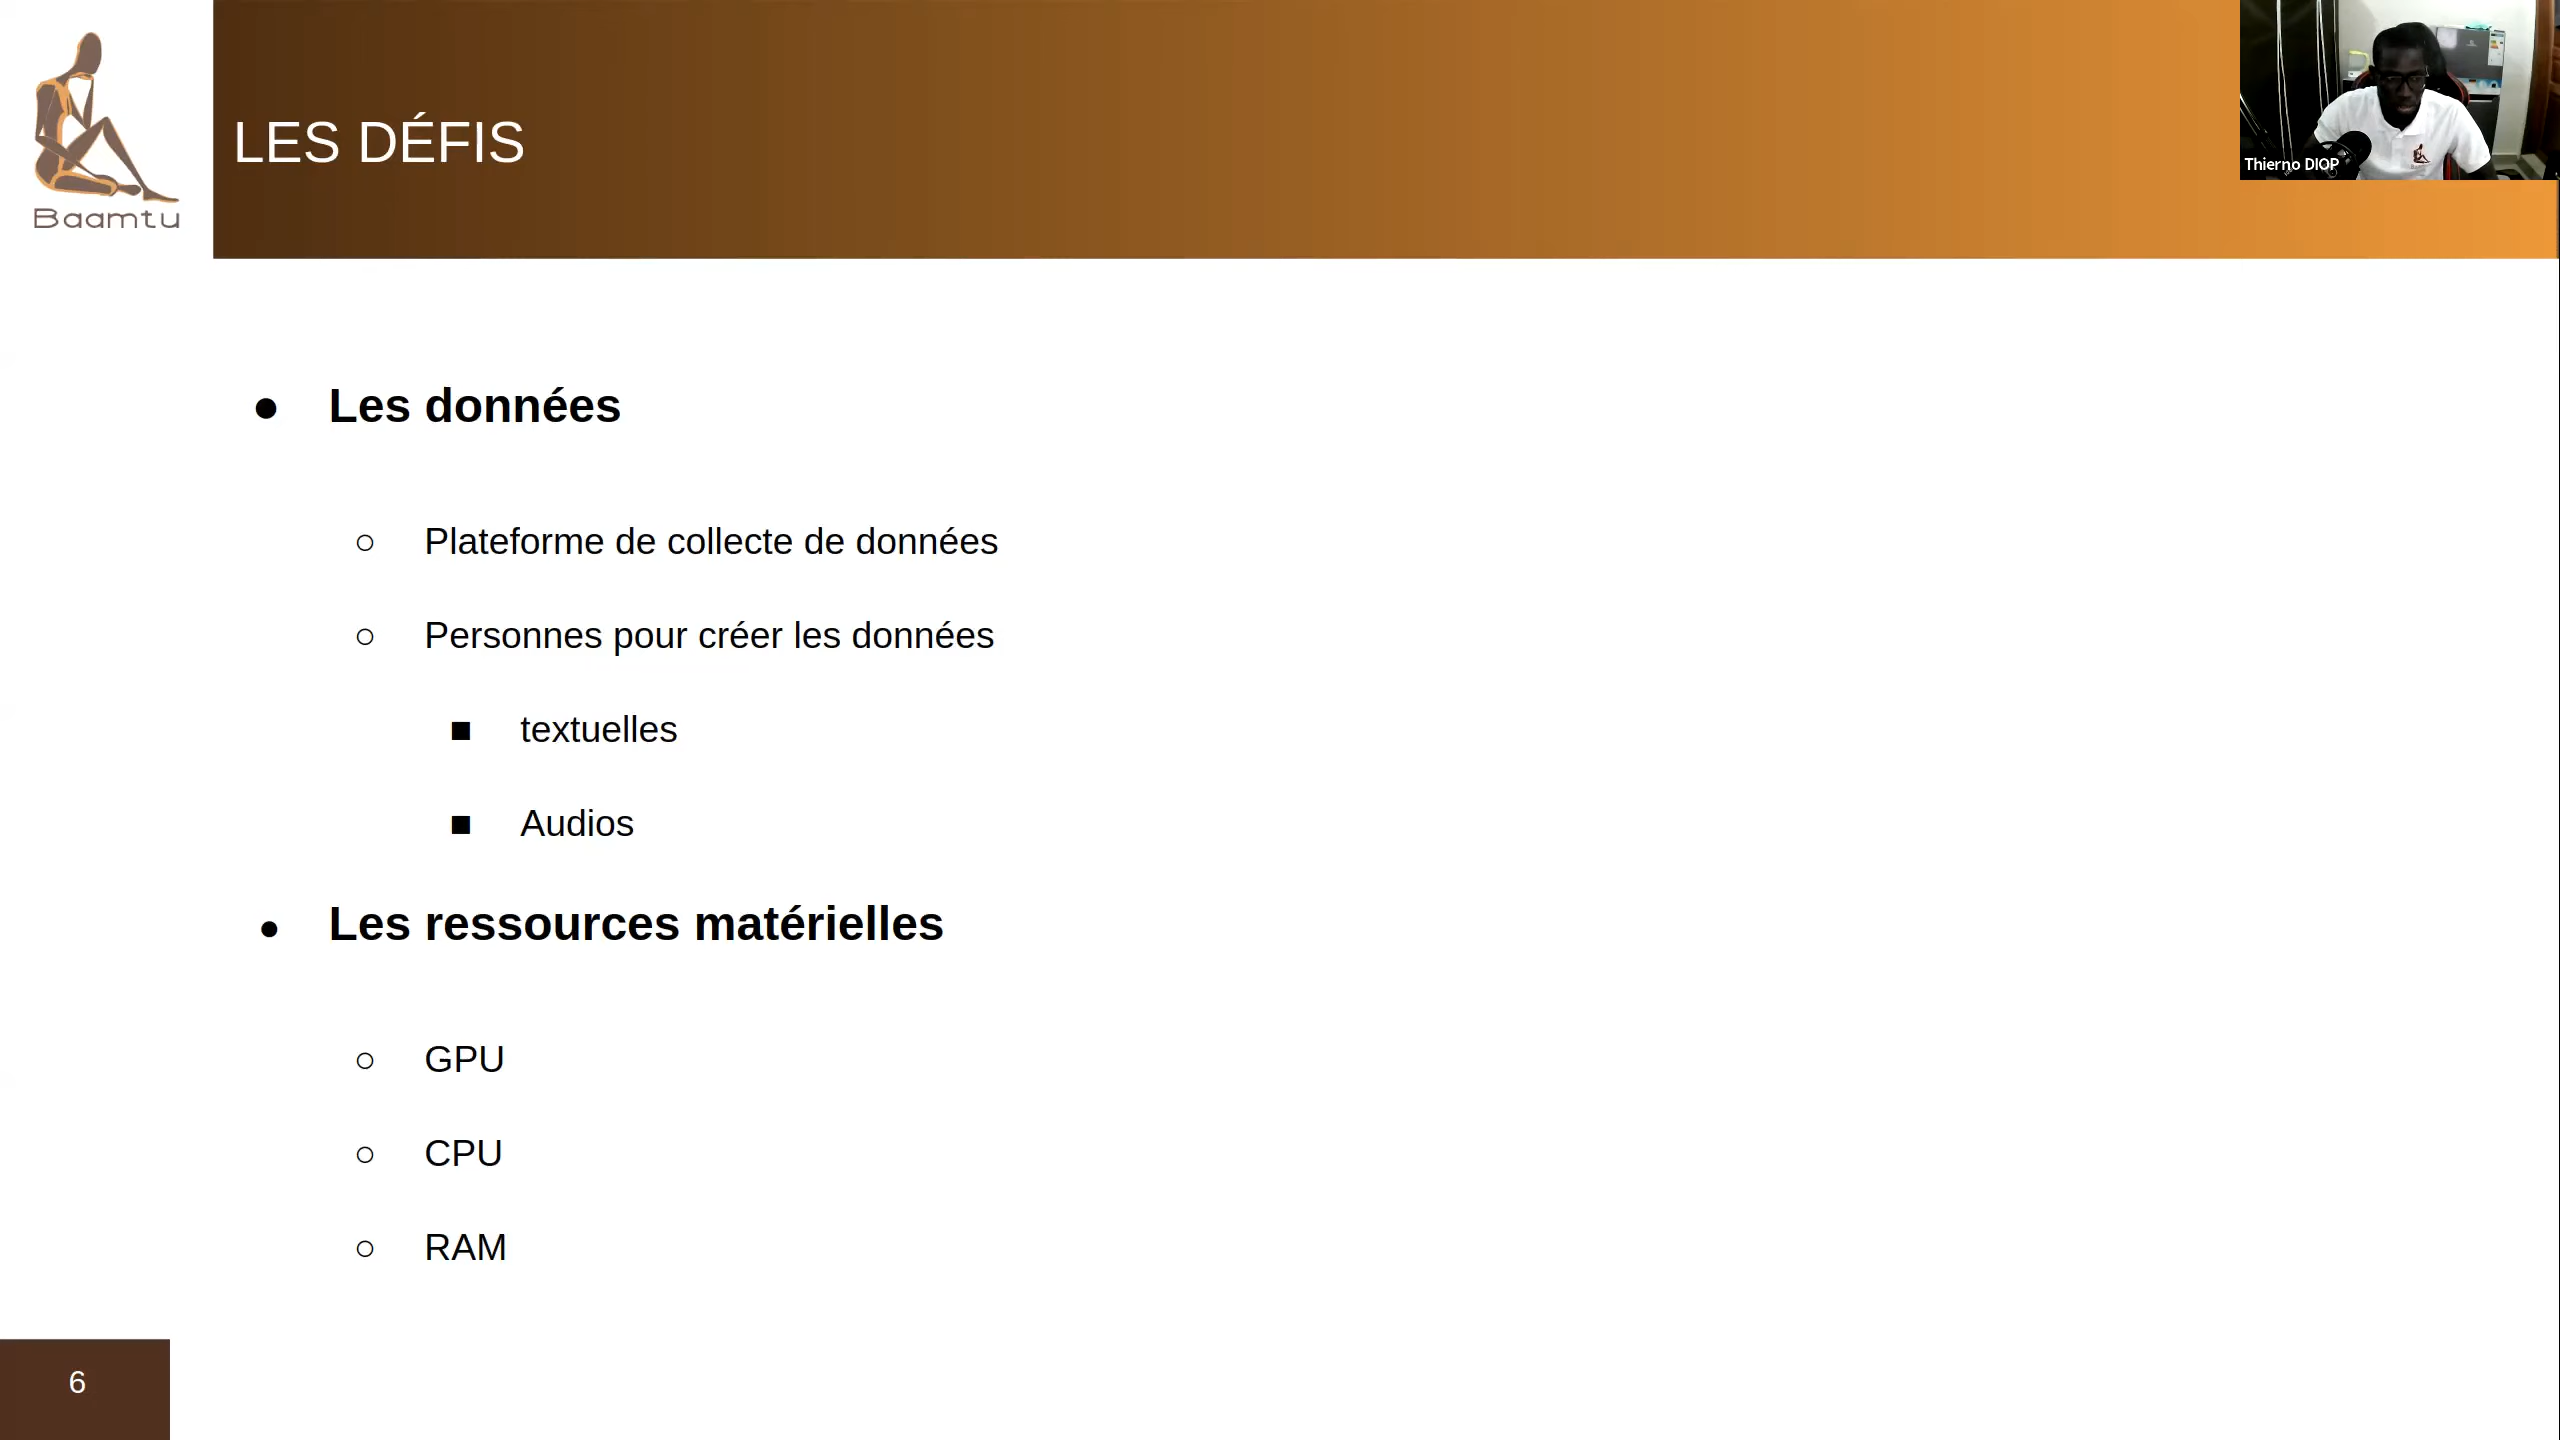 Baamtu
LES DÉFIS
Thierno DIOP
● Les données
○ Plateforme de collecte de données
○ Personnes pour créer les données
■ textuelles
■ Audios
● Les ressources matérielles
○ GPU
○ CPU
○ RAM
6